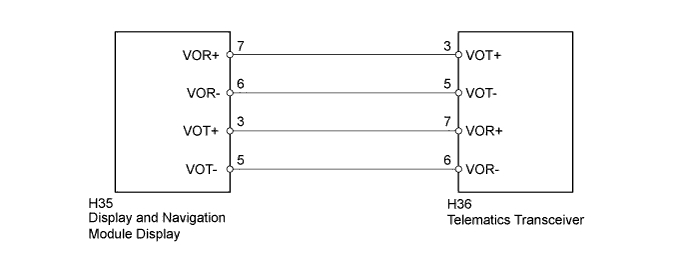 VOR+ 7 3 VOT+
VOR- 6 5 VOT-
VOT+ 3 7 VOR+
VOT- 5 6 VOR-
H35
Display and Navigation
Module Display
H36
Telematics Transceiver